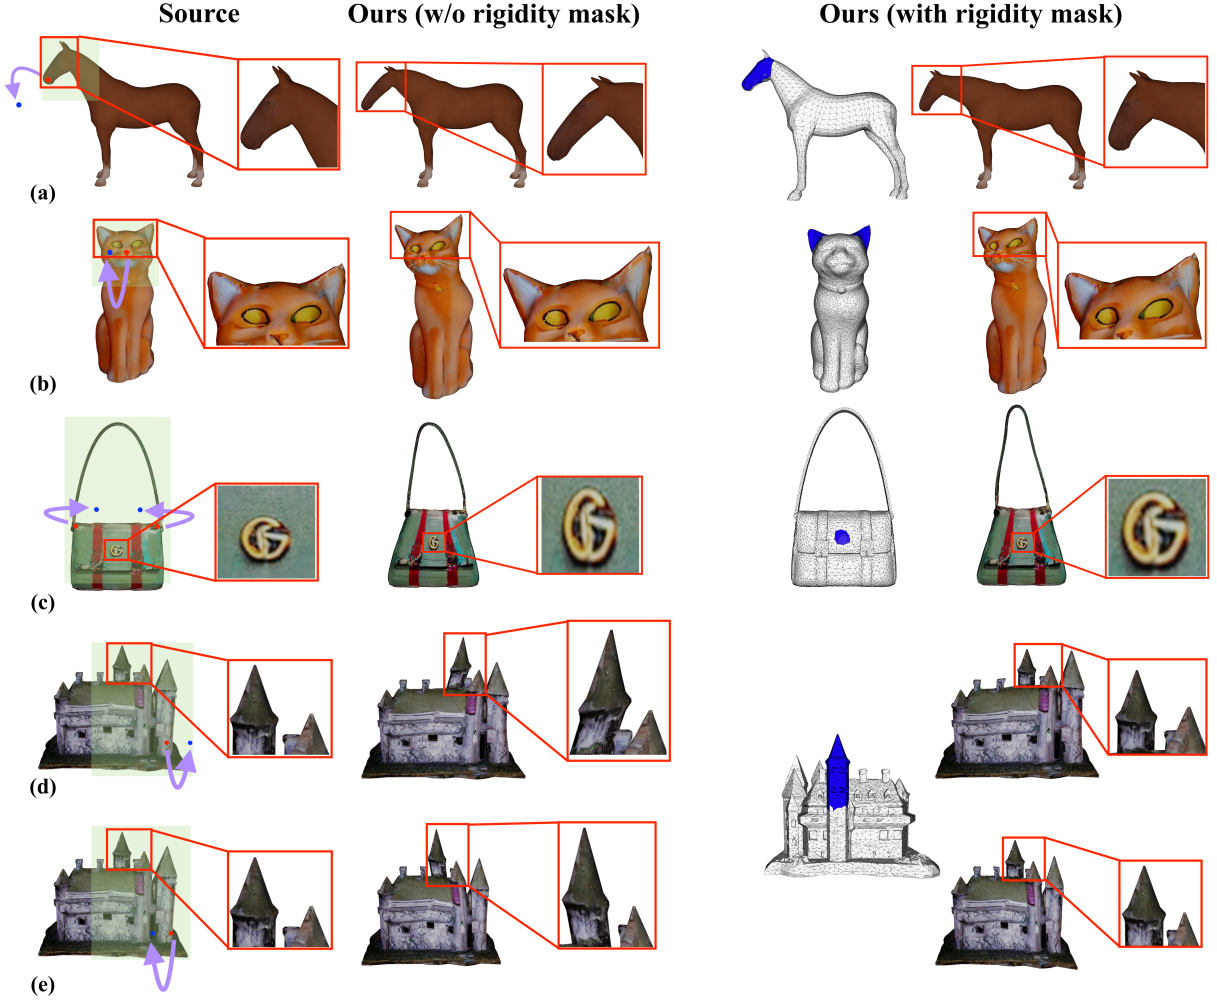 Source
Ours (w/o rigidity mask)
Ours (with rigidity mask)
(a)
(b)
(c)
(d)
(e)